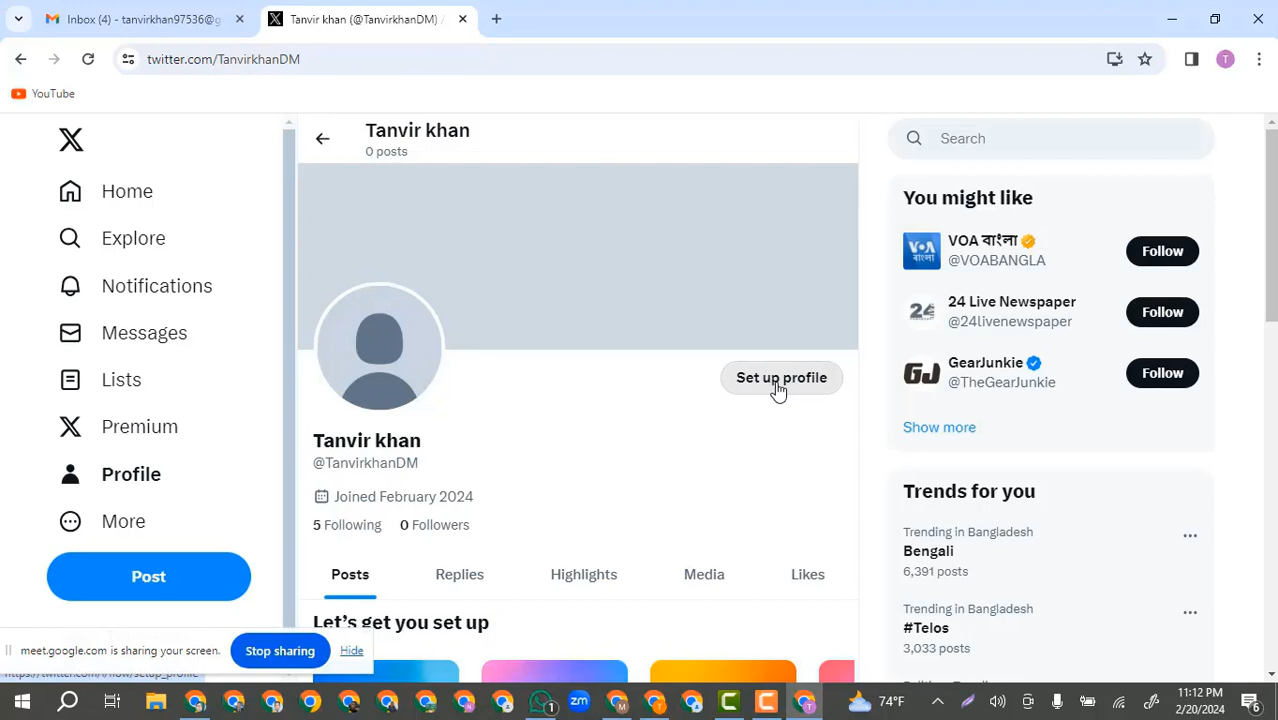 Inbox (4) - tanvirkhan97536@g
Tanvir khan (@TanvirkhanDM) /
twitter.com/TanvirkhanDM
T
YouTube
Home
Explore
Notifications
Messages
Lists
Premium
Profile
More
Post
Tanvir khan
0 posts
Set up profile
Tanvir khan
@TanvirkhanDM
Joined February 2024
5 Following 0 Followers
Posts Replies Highlights Media Likes
Let's get you set up
Search
You might like
VOA বাংলা
@VOABANGLA
Follow
24 Live Newspaper
@24livenewspaper
Follow
GearJunkie
@TheGearJunkie
Follow
Show more
Trends for you
Trending in Bangladesh
Bengali
6,391 posts
Trending in Bangladesh
#Telos
3,033 posts
meet.google.com is sharing your screen.
Stop sharing
Hide
74°F
11:12 PM
2/20/2024